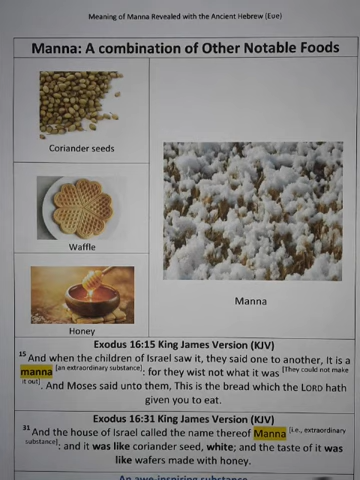 Meaning of Manna Revealed with the Ancient Hebrew (Eve)
Manna: A combination of Other Notable Foods
Coriander seeds
Waffle
Honey
Manna
Exodus 16:15 King James Version (KJV)
15 And when the children of Israel saw it, they said one to another, It is a
manna [an extraordinary substance]: for they wist not what it was [They could not make
it out]. And Moses said unto them, This is the bread which the LORD hath
given you to eat.
Exodus 16:31 King James Version (KJV)
31 And the house of Israel called the name thereof Manna [i.e., extraordinary
substance]: and it was like coriander seed, white; and the taste of it was
like wafers made with honey.
An awe-inspiring substance